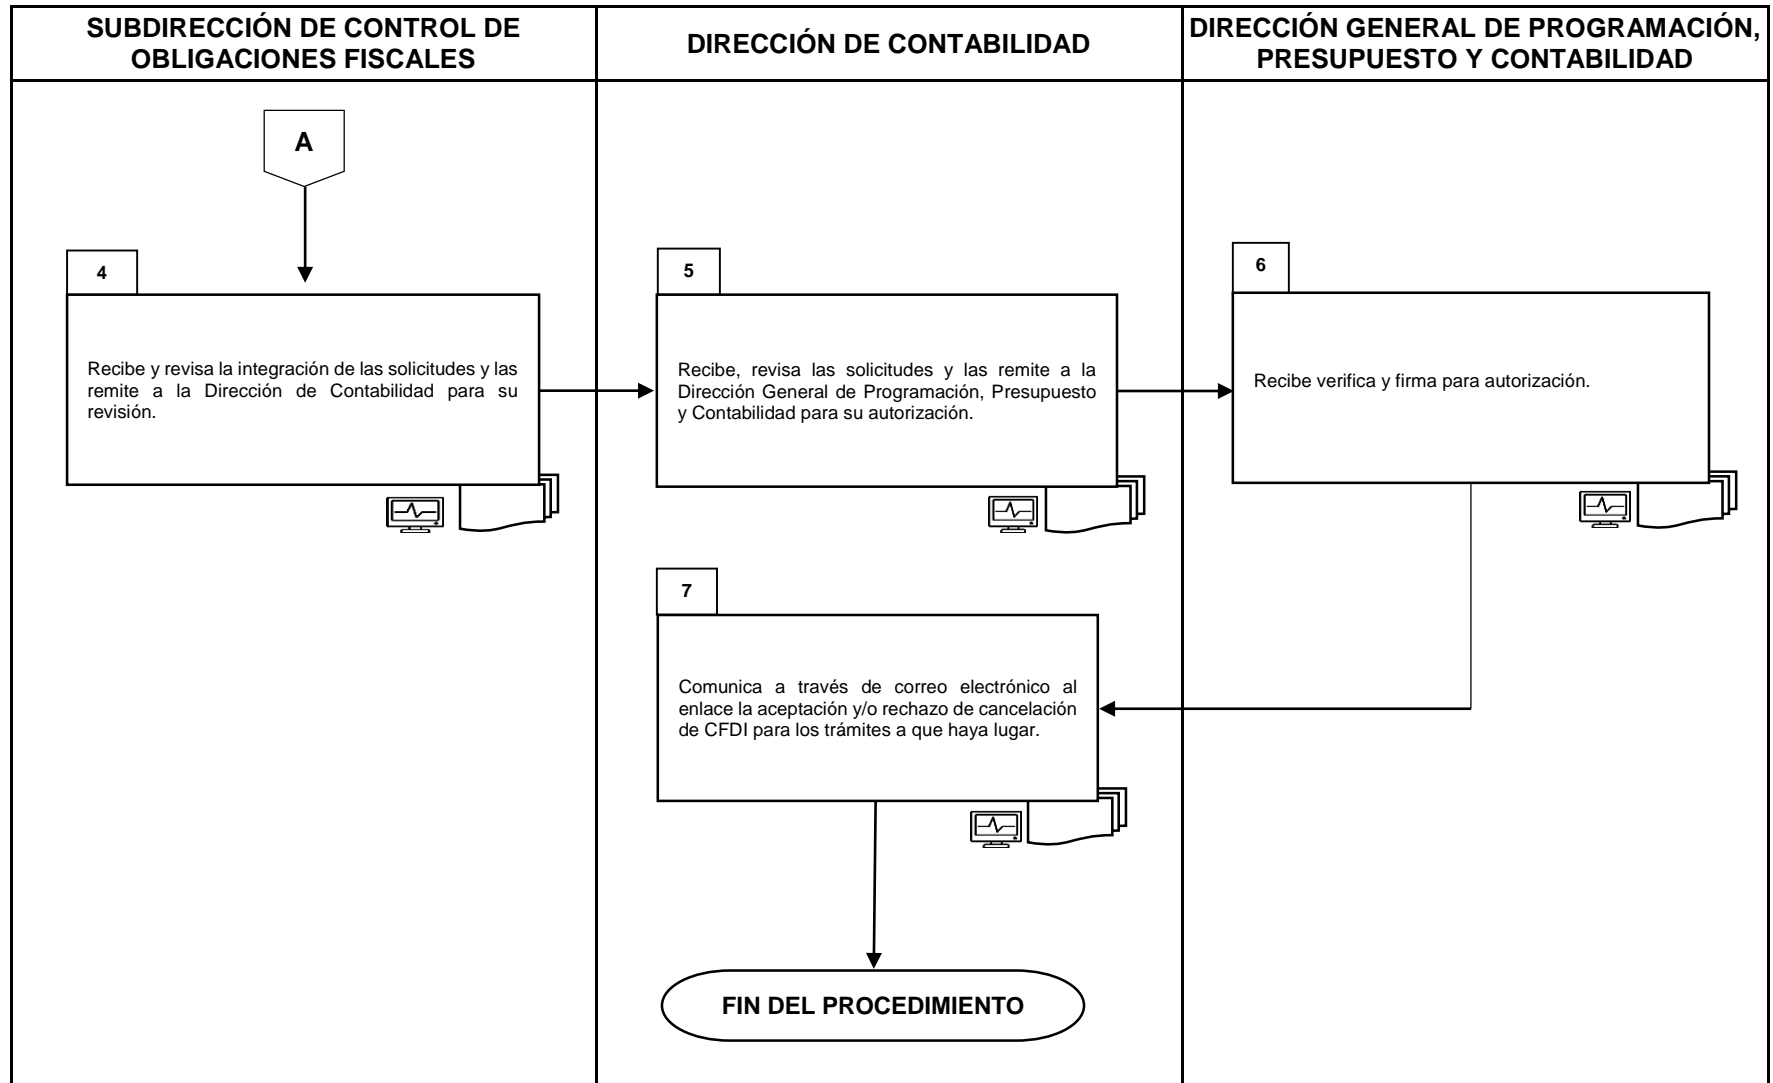 SUBDIRECCIÓN DE CONTROL DE
OBLIGACIONES FISCALES
DIRECCIÓN DE CONTABILIDAD
DIRECCIÓN GENERAL DE PROGRAMACIÓN,
PRESUPUESTO Y CONTABILIDAD
A
4
Recibe y revisa la integración de las solicitudes y las
remite a la Dirección de Contabilidad para su
revisión.
5
Recibe, revisa las solicitudes y las remite a la
Dirección General de Programación, Presupuesto
y Contabilidad para su autorización.
6
Recibe verifica y firma para autorización.
7
Comunica a través de correo electrónico al
enlace la aceptación y/o rechazo de cancelación
de CFDI para los trámites a que haya lugar.
FIN DEL PROCEDIMIENTO